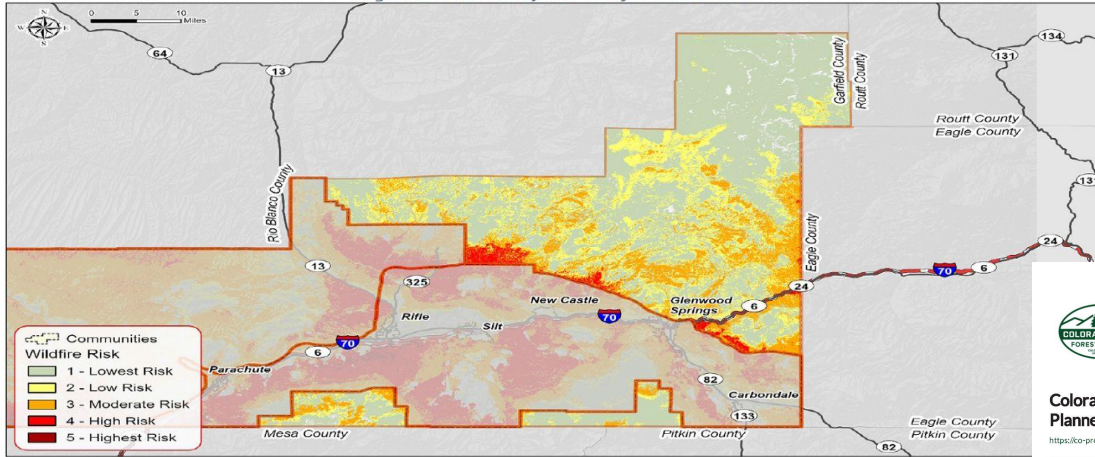 N
W E
S
0 5 10
Miles
64
13
131
134
Garfield County
Routt County
Routt County
Eagle County
131
Rio Blanco County
Eagle County
24
70
6
24
6
13
325
New Castle
Glenwood
Springs
70
Rifle
Silt
70
6
Parachute
82
Carbondale
133
Mesa County
Pitkin County
Eagle County
Pitkin County
82
Communities
Wildfire Risk
1 - Lowest Risk
2 - Low Risk
3 - Moderate Risk
4 - High Risk
5 - Highest Risk